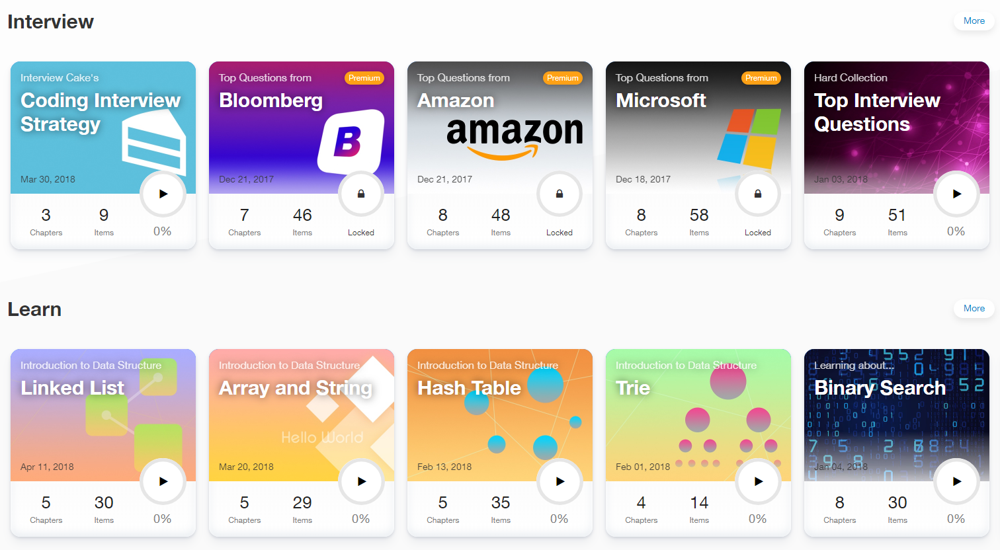 Interview
More
Interview Cake's
Coding Interview
Strategy
Mar 30, 2018
3
9
Chapters
Items
0%
Top Questions from
Premium
Bloomberg
B
Dec 21, 2017
7
46
Chapters
Items
Locked
Top Questions from
Premium
Amazon
amazon
Dec 21, 2017
8
48
Chapters
Items
Locked
Top Questions from
Premium
Microsoft
Dec 18, 2017
8
58
Chapters
Items
Locked
Hard Collection
Top Interview
Questions
Jan 03, 2018
9
51
Chapters
Items
0%
Learn
More
Introduction to Data Structure
Linked List
Apr 11, 2018
5
30
Chapters
Items
0%
Introduction to Data Structure
Array and String
Hello World
Mar 20, 2018
5
29
Chapters
Items
0%
Introduction to Data Structure
Hash Table
Feb 13, 2018
5
35
Chapters
Items
0%
Introduction to Data Structure
Trie
Feb 01, 2018
4
14
Chapters
Items
0%
Learning about...
Binary Search
Jan 04, 2018
8
30
Chapters
Items
0%